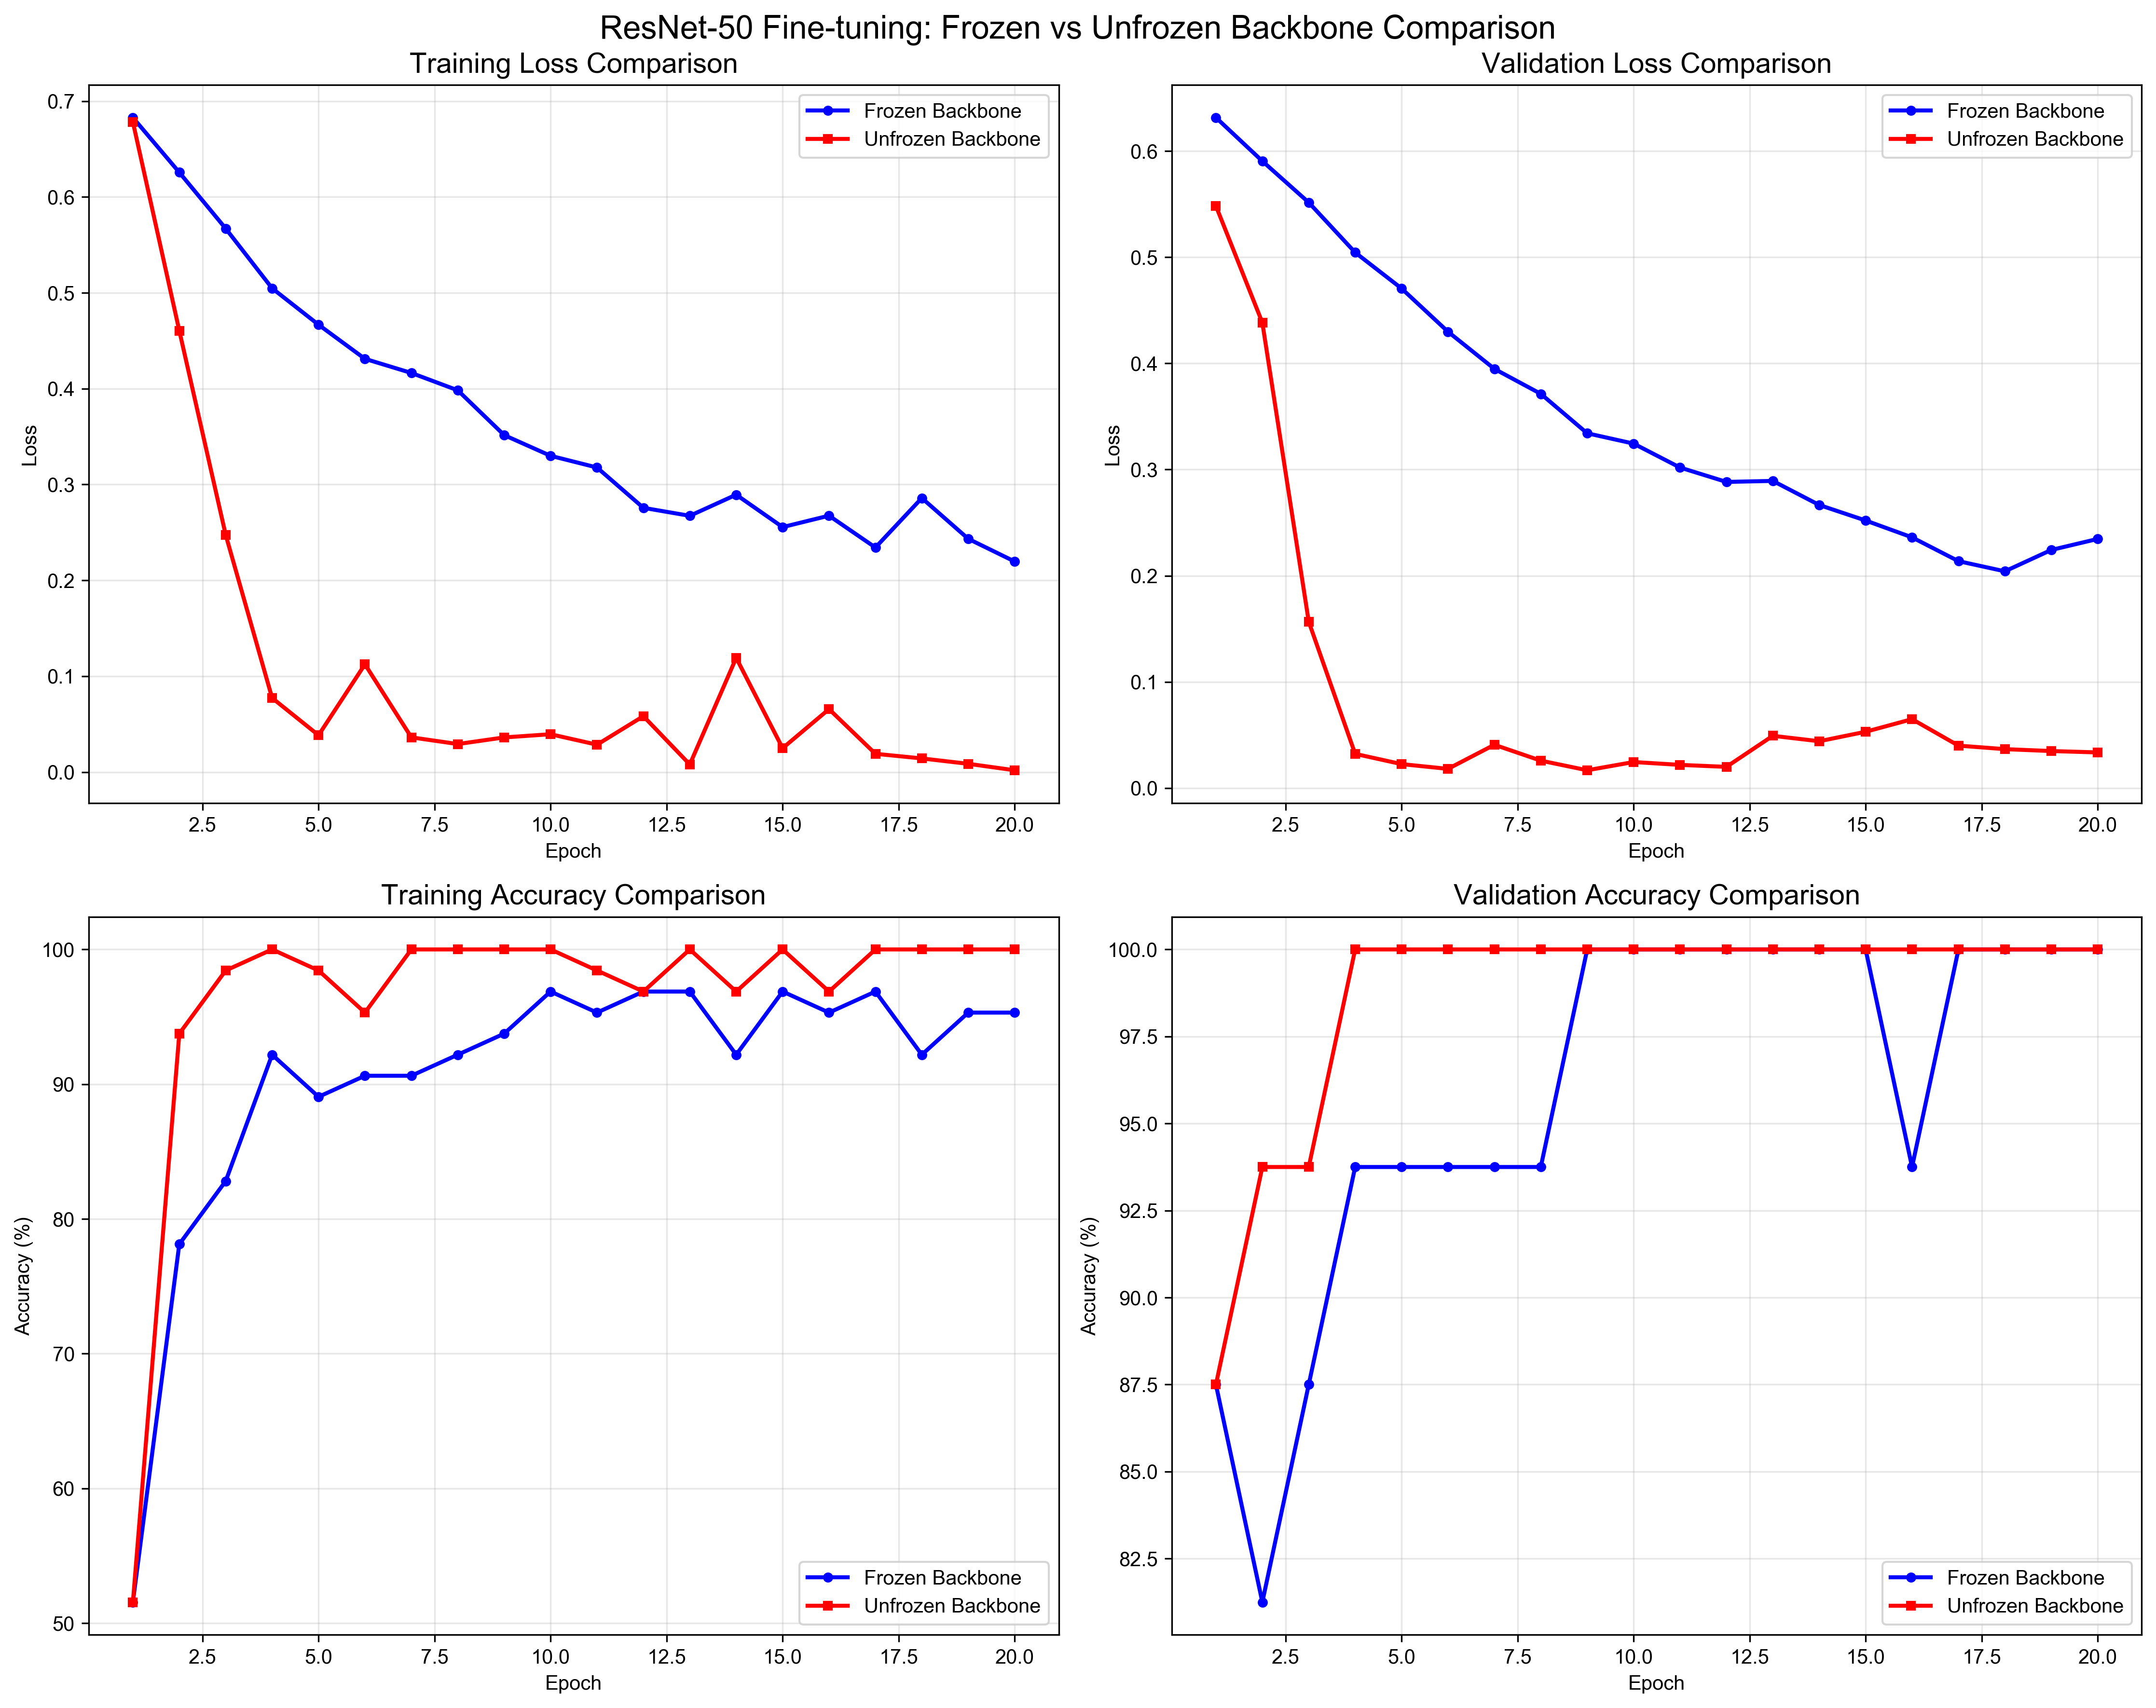 ResNet-50 Fine-tuning: Frozen vs Unfrozen Backbone Comparison
Training Loss Comparison
Frozen Backbone
Unfrozen Backbone
Loss
0.7
0.6
0.5
0.4
0.3
0.2
0.1
0.0
2.5 5.0 7.5 10.0 12.5 15.0 17.5 20.0
Epoch
Validation Loss Comparison
Frozen Backbone
Unfrozen Backbone
Loss
0.6
0.5
0.4
0.3
0.2
0.1
0.0
2.5 5.0 7.5 10.0 12.5 15.0 17.5 20.0
Epoch
Training Accuracy Comparison
Accuracy (%)
100
90
80
70
60
50
Frozen Backbone
Unfrozen Backbone
2.5 5.0 7.5 10.0 12.5 15.0 17.5 20.0
Epoch
Validation Accuracy Comparison
Accuracy (%)
100.0
97.5
95.0
92.5
90.0
87.5
85.0
82.5
Frozen Backbone
Unfrozen Backbone
2.5 5.0 7.5 10.0 12.5 15.0 17.5 20.0
Epoch